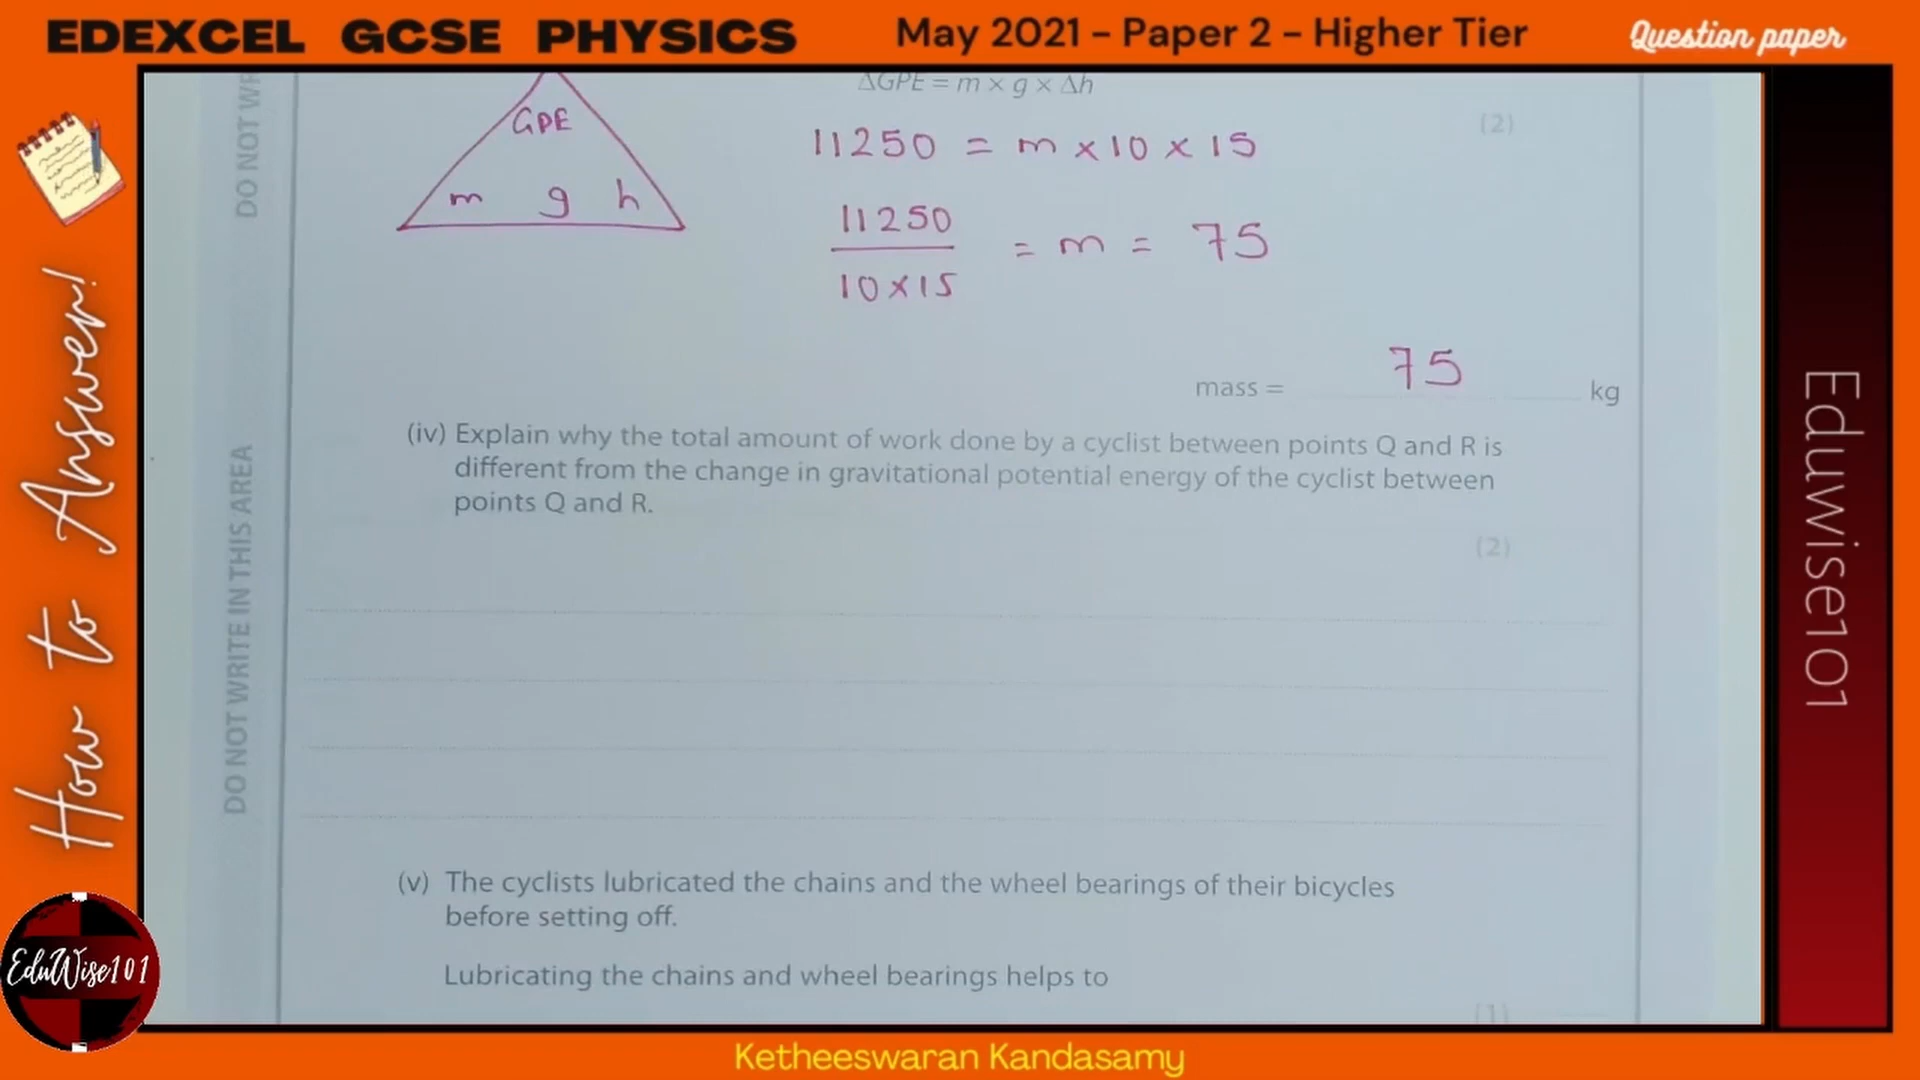 EDEXCEL GCSE PHYSICS May 2021 - Paper 2 - Higher Tier Question paper
DO NOT WR
ΔGPE = m × g × Δh
(2)
GPE
m g h
11250 = m × 10 × 15
11250
10×15
= m = 75
mass = 75 kg
(iv) Explain why the total amount of work done by a cyclist between points Q and R is
different from the change in gravitational potential energy of the cyclist between
points Q and R.
(2)
DO NOT WRITE IN THIS AREA
(v) The cyclists lubricated the chains and the wheel bearings of their bicycles
before setting off.
Lubricating the chains and wheel bearings helps to
(1)
How to Answer!
Eduwise101
EduWise101
Ketheeswaran Kandasamy